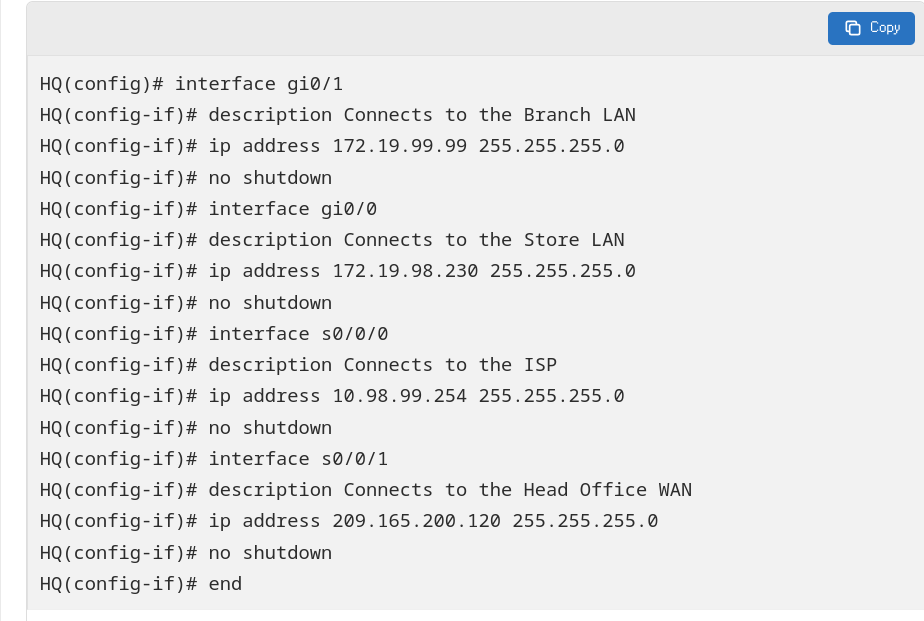 Copy
HQ(config)# interface gi0/1
HQ(config-if)# description Connects to the Branch LAN
HQ(config-if)# ip address 172.19.99.99 255.255.255.0
HQ(config-if)# no shutdown
HQ(config-if)# interface gi0/0
HQ(config-if)# description Connects to the Store LAN
HQ(config-if)# ip address 172.19.98.230 255.255.255.0
HQ(config-if)# no shutdown
HQ(config-if)# interface s0/0/0
HQ(config-if)# description Connects to the ISP
HQ(config-if)# ip address 10.98.99.254 255.255.255.0
HQ(config-if)# no shutdown
HQ(config-if)# interface s0/0/1
HQ(config-if)# description Connects to the Head Office WAN
HQ(config-if)# ip address 209.165.200.120 255.255.255.0
HQ(config-if)# no shutdown
HQ(config-if)# end